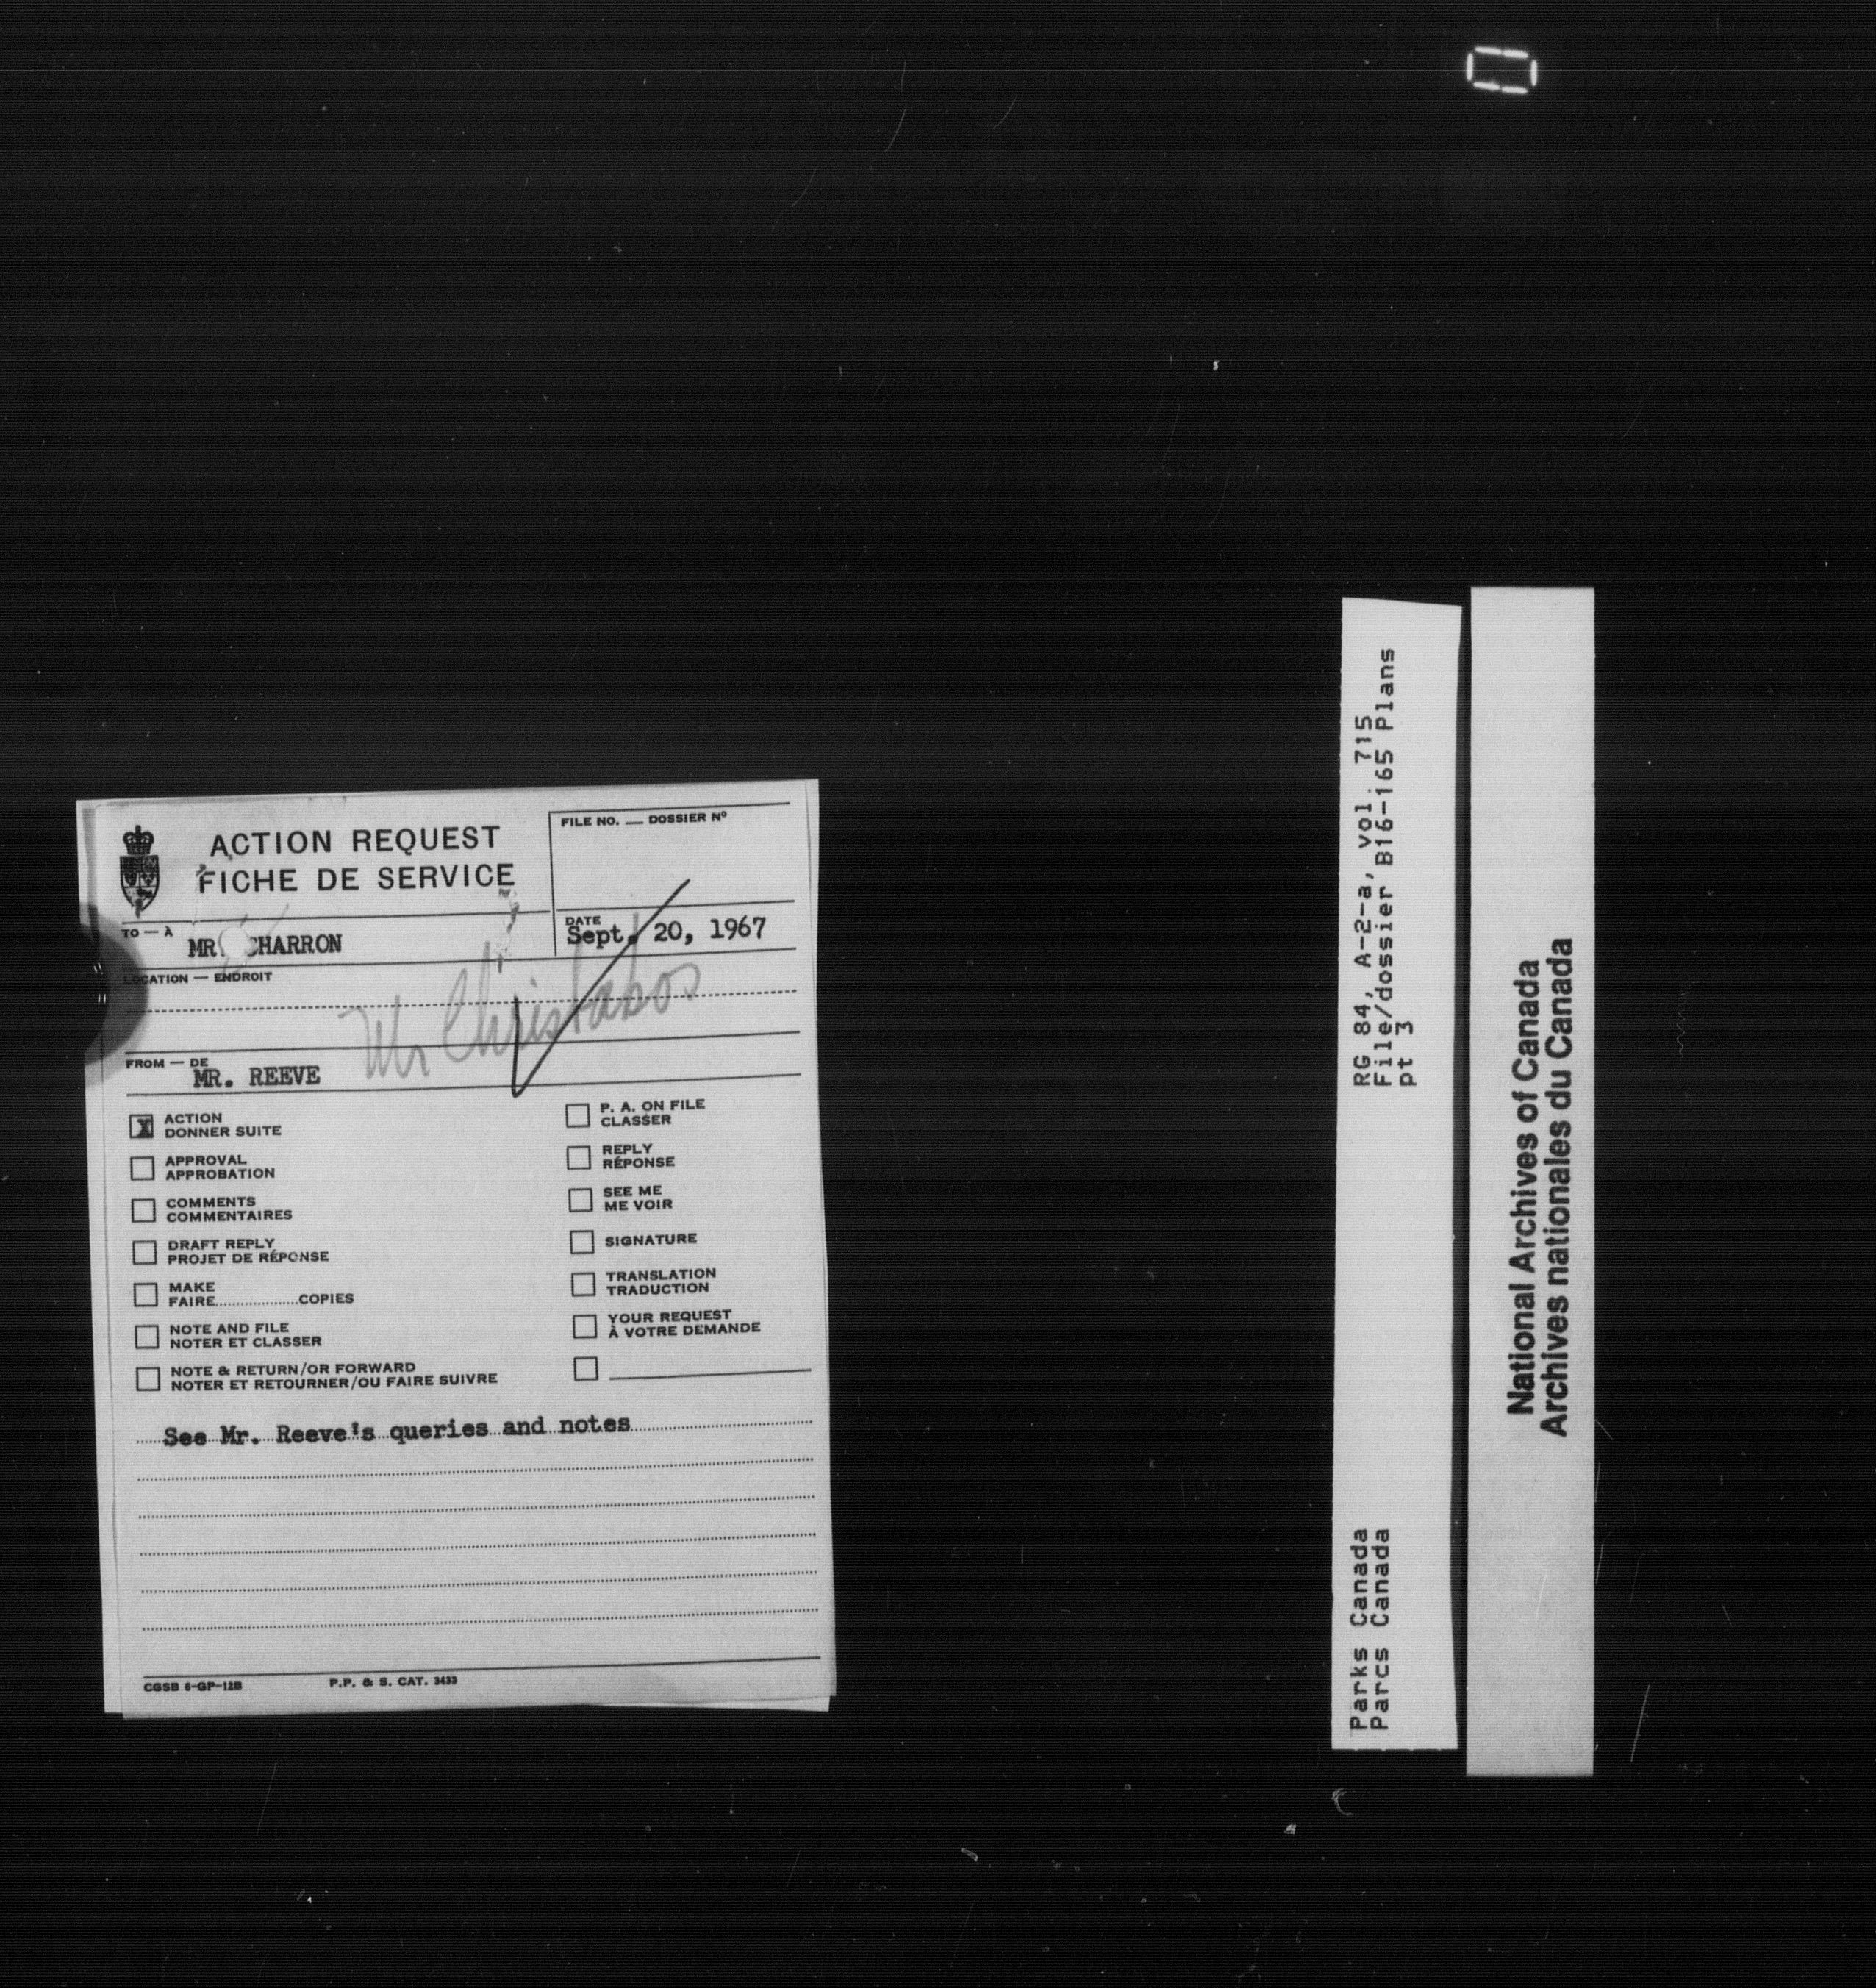 ACTION REQUEST
FICHE DE SERVICE
FILE NO. — DOSSIER Nº
TO — À
MR. CHARRON
DATE
Sept. 20, 1967
LOCATION — ENDROIT
Mr Christakos
FROM — DE
MR. REEVE
X ACTION
DONNER SUITE
APPROVAL
APPROBATION
COMMENTS
COMMENTAIRES
DRAFT REPLY
PROJET DE RÉPONSE
MAKE
FAIRE....................COPIES
NOTE AND FILE
NOTER ET CLASSER
NOTE & RETURN/OR FORWARD
NOTER ET RETOURNER/OU FAIRE SUIVRE
P. A. ON FILE
CLASSER
REPLY
RÉPONSE
SEE ME
ME VOIR
SIGNATURE
TRANSLATION
TRADUCTION
YOUR REQUEST
À VOTRE DEMANDE
See Mr. Reeve's queries and notes
CGSB 6-GP-12B
P.P. & S. CAT. 3433
Parks Canada
Parcs Canada
RG 84, A-2-a, vol. 715
File/dossier B16-165 Plans
pt 3
National Archives of Canada
Archives nationales du Canada